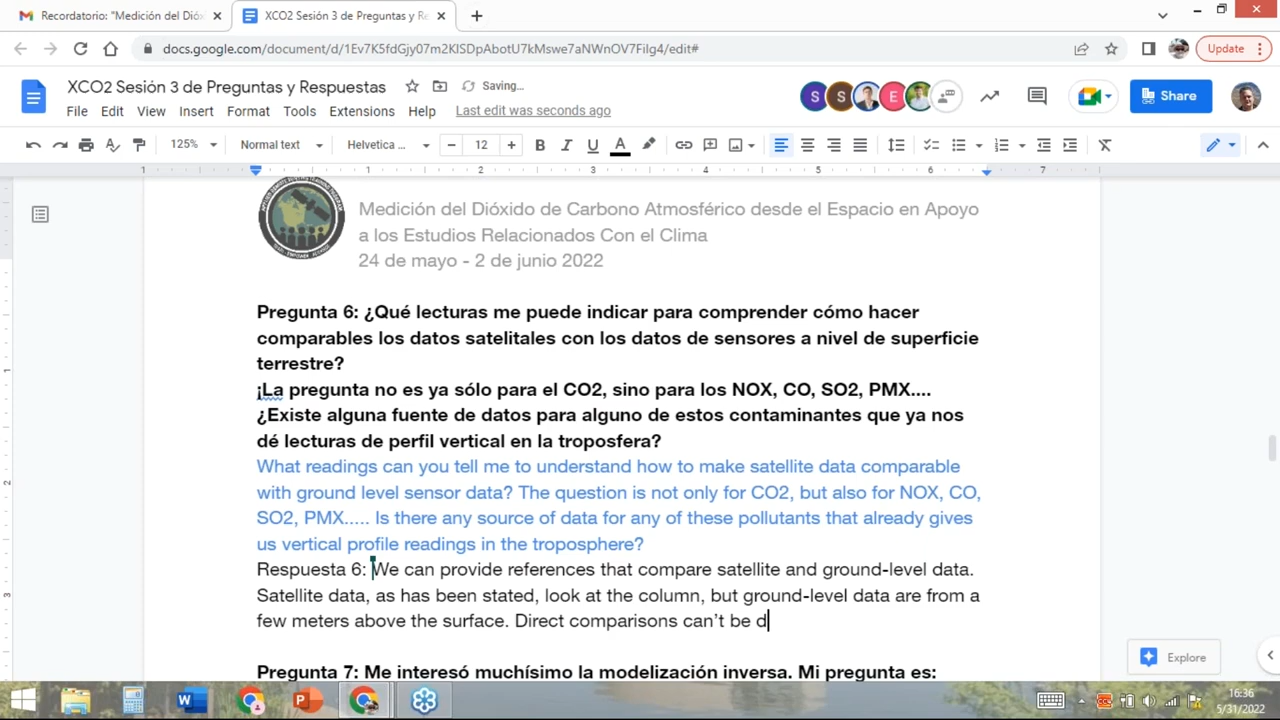 Recordatorio: "Medición del Dióx
XCO2 Sesión 3 de Preguntas y Re
docs.google.com/document/d/1Ev7K5fdGjy07m2KlSDpAbotU7kMswe7aNWnOV7FiIg4/edit#
Update
XCO2 Sesión 3 de Preguntas y Respuestas
Saving...
File Edit View Insert Format Tools Extensions Help
Last edit was seconds ago
S S E
Share
125% Normal text Helvetica ... 12 B I U A
1 1 2 3 4 5 6 7
Medición del Dióxido de Carbono Atmosférico desde el Espacio en Apoyo
a los Estudios Relacionados Con el Clima
24 de mayo - 2 de junio 2022
Pregunta 6: ¿Qué lecturas me puede indicar para comprender cómo hacer
comparables los datos satelitales con los datos de sensores a nivel de superficie
terrestre?
¡La pregunta no es ya sólo para el CO2, sino para los NOX, CO, SO2, PMX....
¿Existe alguna fuente de datos para alguno de estos contaminantes que ya nos
dé lecturas de perfil vertical en la troposfera?
What readings can you tell me to understand how to make satellite data comparable
with ground level sensor data? The question is not only for CO2, but also for NOX, CO,
SO2, PMX..... Is there any source of data for any of these pollutants that already gives
us vertical profile readings in the troposphere?
Respuesta 6: We can provide references that compare satellite and ground-level data.
Satellite data, as has been stated, look at the column, but ground-level data are from a
few meters above the surface. Direct comparisons can't be d
Pregunta 7: Me interesó muchísimo la modelización inversa. Mi pregunta es:
Explore
16:36
5/31/2022